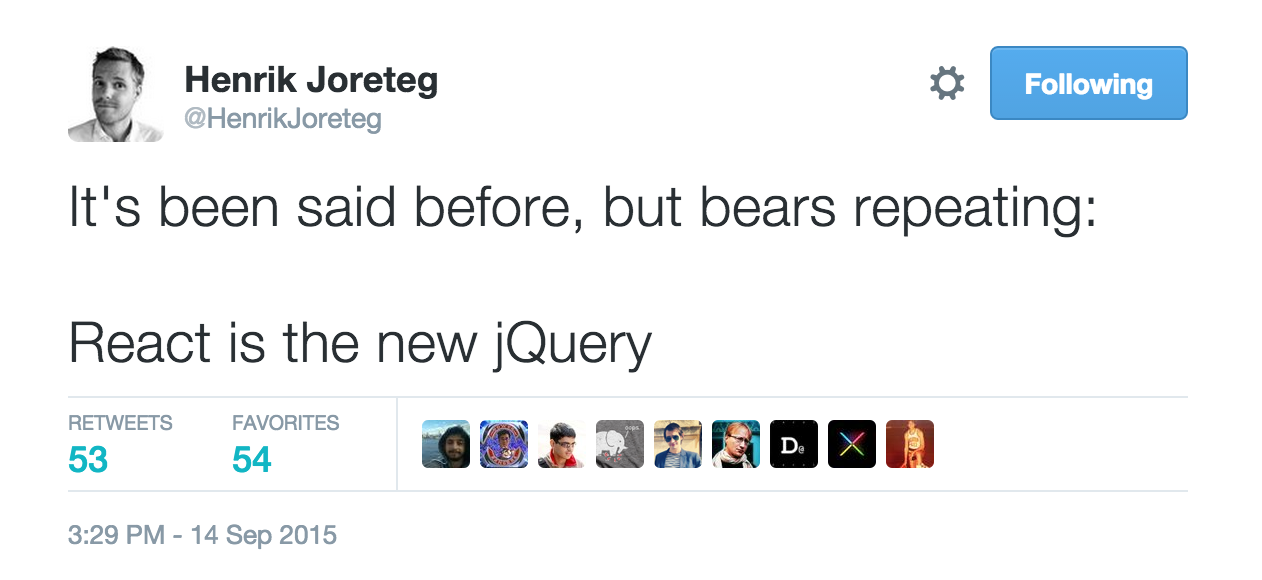 Henrik Joreteg
@HenrikJoreteg
Following
It's been said before, but bears repeating:
React is the new jQuery
RETWEETS FAVORITES
53 54
oops.
D@
3:29 PM - 14 Sep 2015